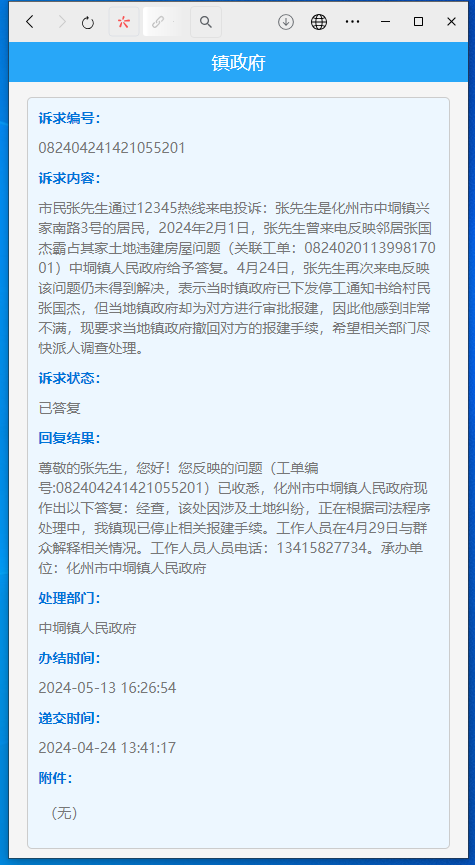 镇政府
诉求编号：
082404241421055201
诉求内容：
市民张先生通过12345热线来电投诉：张先生是化州市中垌镇兴
家南路3号的居民，2024年2月1日，张先生曾来电反映邻居张国
杰霸占其家土地违建房屋问题（关联工单：0824020113998170
01）中垌镇人民政府给予答复。4月24日，张先生再次来电反映
该问题仍未得到解决，表示当时镇政府已下发停工通知书给村民
张国杰，但当地镇政府却为对方进行审批报建，因此他感到非常
不满，现要求当地镇政府撤回对方的报建手续，希望相关部门尽
快派人调查处理。
诉求状态：
已答复
回复结果：
尊敬的张先生，您好！您反映的问题（工单编
号:082404241421055201）已收悉，化州市中垌镇人民政府现
作出以下答复：经查，该处因涉及土地纠纷，正在根据司法程序
处理中，我镇现已停止相关报建手续。工作人员在4月29日与群
众解释相关情况。工作人员人员电话：13415827734。承办单
位：化州市中垌镇人民政府
处理部门：
中垌镇人民政府
办结时间：
2024-05-13 16:26:54
递交时间：
2024-04-24 13:41:17
附件：
（无）